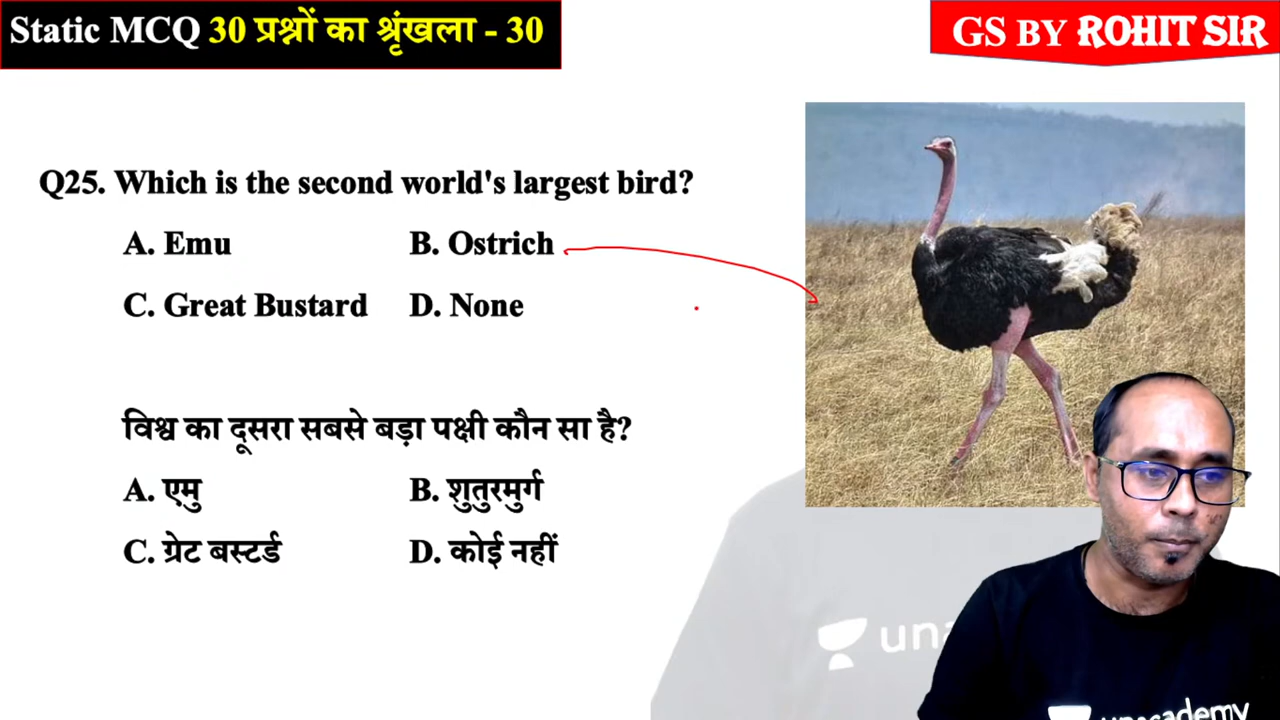 Static MCQ 30 प्रश्नों का श्रृंखला - 30
GS BY ROHIT SIR
Q25. Which is the second world's largest bird?
A. Emu B. Ostrich
C. Great Bustard D. None
विश्व का दूसरा सबसे बड़ा पक्षी कौन सा है?
A. एमु B. शुतुरमुर्ग
C. ग्रेट बस्टर्ड D. कोई नहीं
unacademy